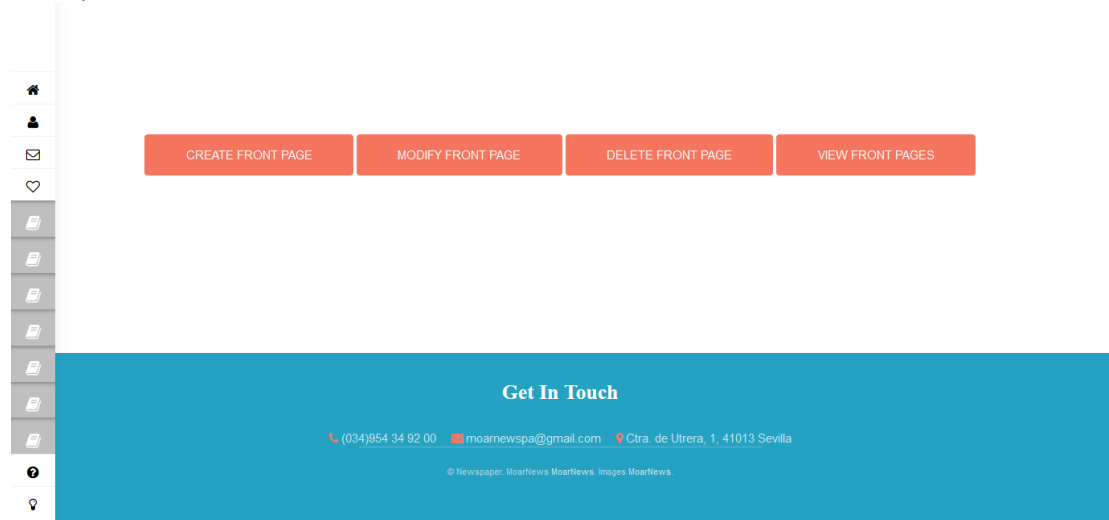 CREATE FRONT PAGE MODIFY FRONT PAGE DELETE FRONT PAGE VIEW FRONT PAGES
Get In Touch
(034)954 34 92 00 moarnewspa@gmail.com Ctra. de Utrera, 1, 41013 Sevilla
© Newspaper. MoarNews MoarNews. Images MoarNews.